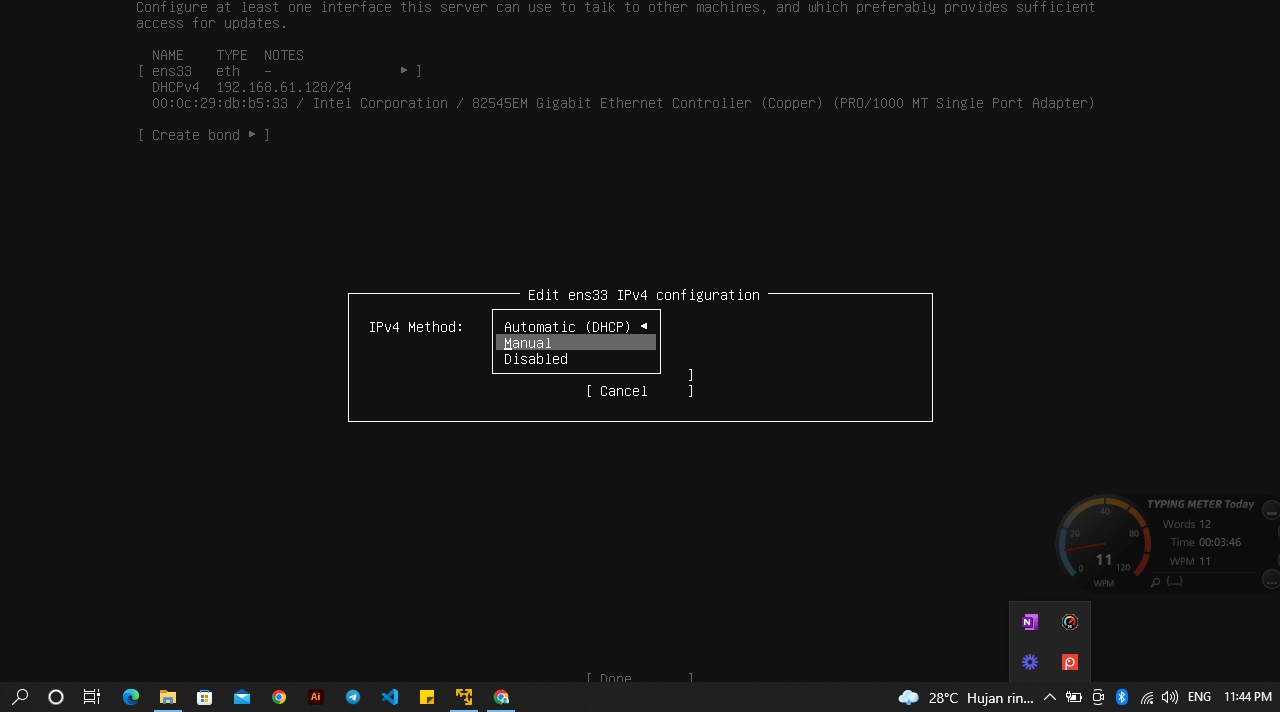 Configure at least one interface this server can use to talk to other machines, and which preferably provides sufficient
access for updates.
NAME TYPE NOTES
[ ens33 eth - ▸ ]
DHCPv4 192.168.61.128/24
00:0c:29:db:b5:33 / Intel Corporation / 82545EM Gigabit Ethernet Controller (Copper) (PRO/1000 MT Single Port Adapter)
[ Create bond ▸ ]
Edit ens33 IPv4 configuration
IPv4 Method: Automatic (DHCP) ◂
Manual
Disabled
]
[ Cancel ]
TYPING METER Today
Words 12
Time 00:03:46
WPM 11
0 20 40 80 120
11
WPM
(...)
[ Done ]
28°C Hujan rin... ENG 11:44 PM